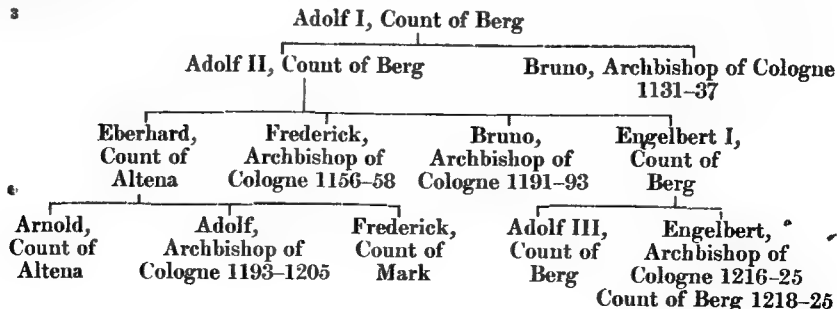 3
Adolf I, Count of Berg
Adolf II, Count of Berg
Bruno, Archbishop of Cologne
1131–37
Eberhard,
Count of
Altena
Frederick,
Archbishop of
Cologne 1156–58
Bruno,
Archbishop of
Cologne 1191–93
Engelbert I,
Count of
Berg
Arnold,
Count of
Altena
Adolf,
Archbishop of
Cologne 1193–1205
Frederick,
Count of
Mark
Adolf III,
Count of
Berg
Engelbert,
Archbishop of
Cologne 1216–25
Count of Berg 1218–25